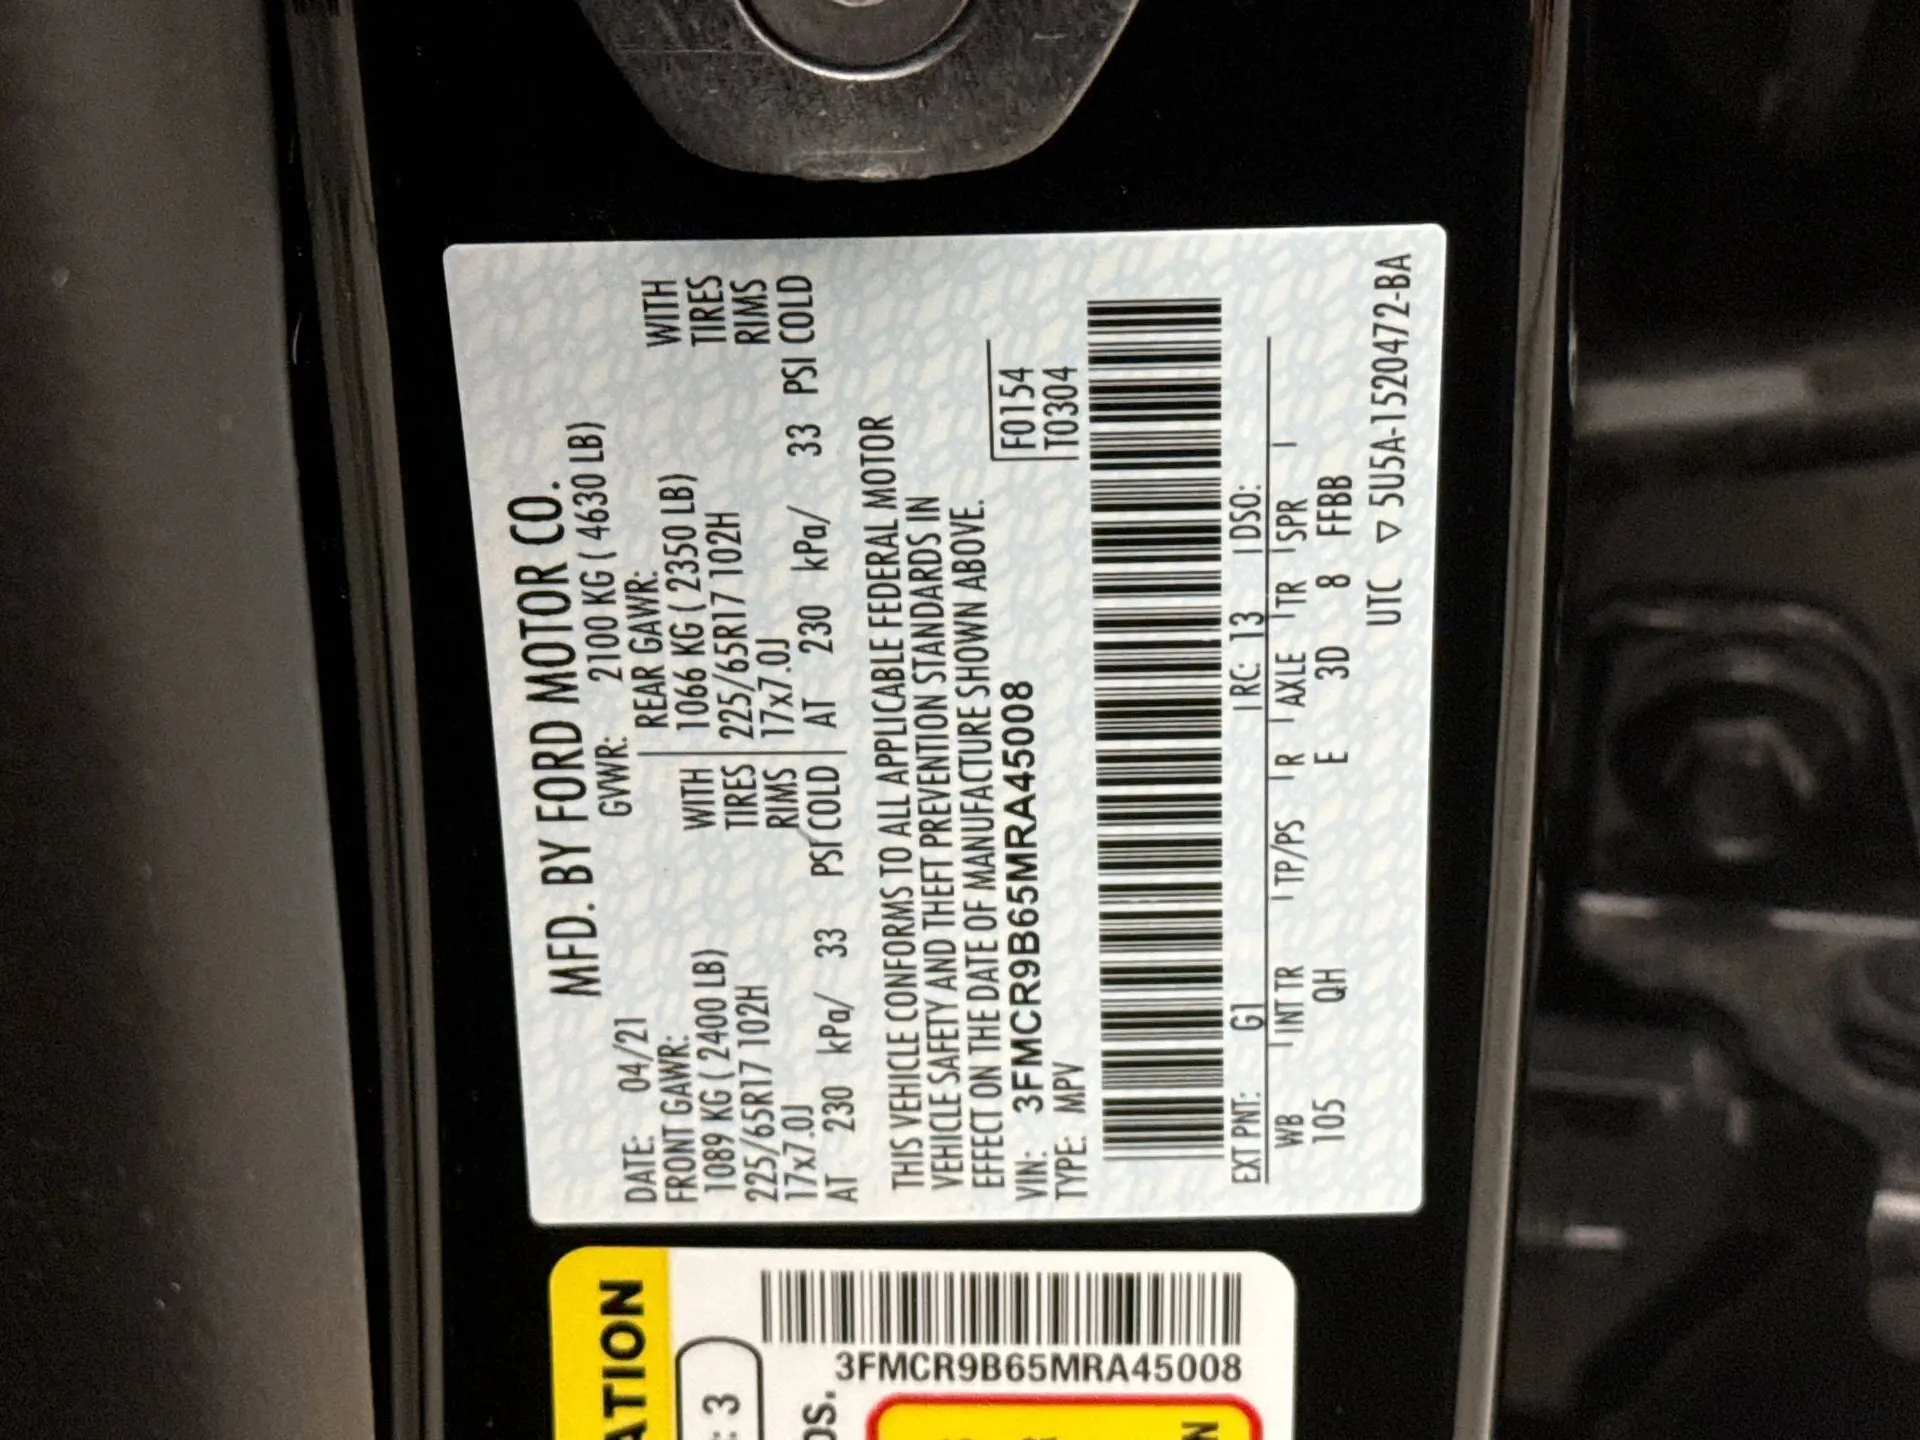 MFD. BY FORD MOTOR CO.
DATE: 04/21 GVWR: 2100 KG ( 4630 LB)
FRONT GAWR: REAR GAWR:
1089 KG ( 2400 LB) WITH 1066 KG ( 2350 LB) WITH
225/65R17 102H TIRES 225/65R17 102H TIRES
17x7.0J RIMS 17x7.0J RIMS
AT 230 kPa/ 33 PSI COLD AT 230 kPa/ 33 PSI COLD
THIS VEHICLE CONFORMS TO ALL APPLICABLE FEDERAL MOTOR
VEHICLE SAFETY AND THEFT PREVENTION STANDARDS IN
EFFECT ON THE DATE OF MANUFACTURE SHOWN ABOVE.
VIN: 3FMCR9B65MRA45008 F0154
TYPE: MPV T0304
EXT PNT: G1 RC: 13 DSO:
WB INT TR TP/PS R AXLE TR SPR
105 QH E 3D 8 FFBB
UTC ▽ 5U5A-1520472-BA
3
3FMCR9B65MRA45008